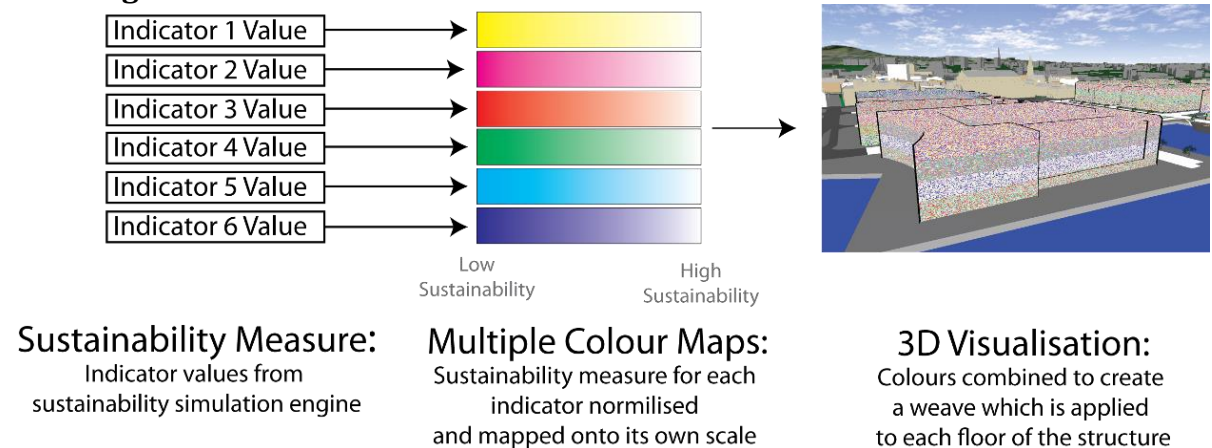 Indicator 1 Value
Indicator 2 Value
Indicator 3 Value
Indicator 4 Value
Indicator 5 Value
Indicator 6 Value
Low
Sustainability
High
Sustainability
Sustainability Measure:
Indicator values from
sustainability simulation engine
Multiple Colour Maps:
Sustainability measure for each
indicator normilised
and mapped onto its own scale
3D Visualisation:
Colours combined to create
a weave which is applied
to each floor of the structure